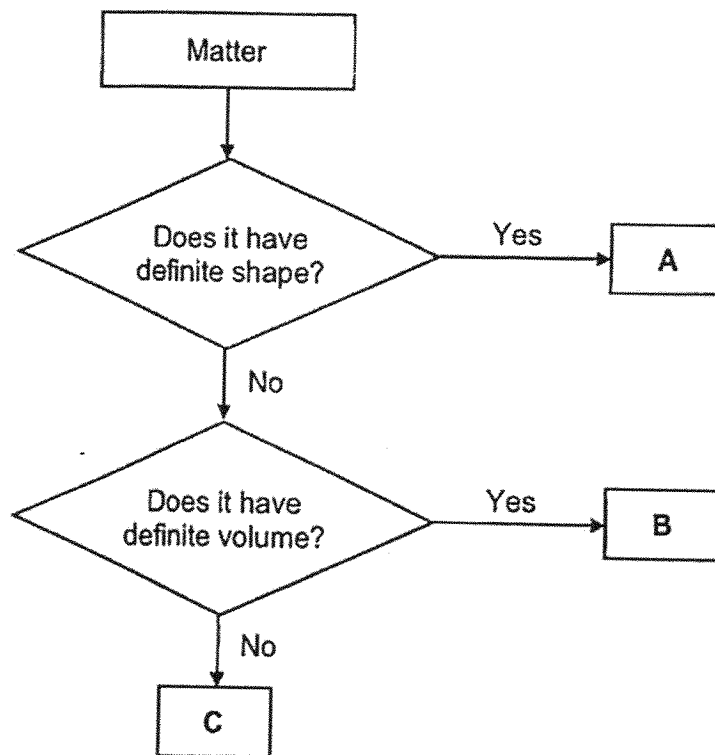 Matter
Does it have
definite shape?
Yes
A
No
Does it have
definite volume?
Yes
B
No
C